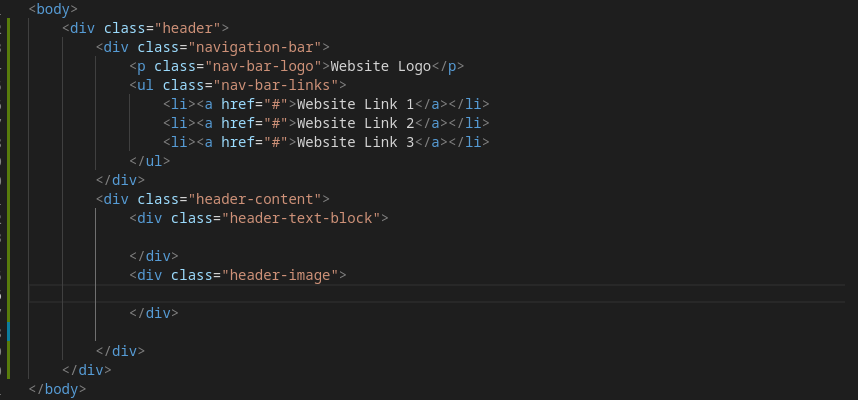 <body>
<div class="header">
<div class="navigation-bar">
<p class="nav-bar-logo">Website Logo</p>
<ul class="nav-bar-links">
<li><a href="#">Website Link 1</a></li>
<li><a href="#">Website Link 2</a></li>
<li><a href="#">Website Link 3</a></li>
</ul>
</div>
<div class="header-content">
<div class="header-text-block">
</div>
<div class="header-image">
</div>
</div>
</div>
</body>